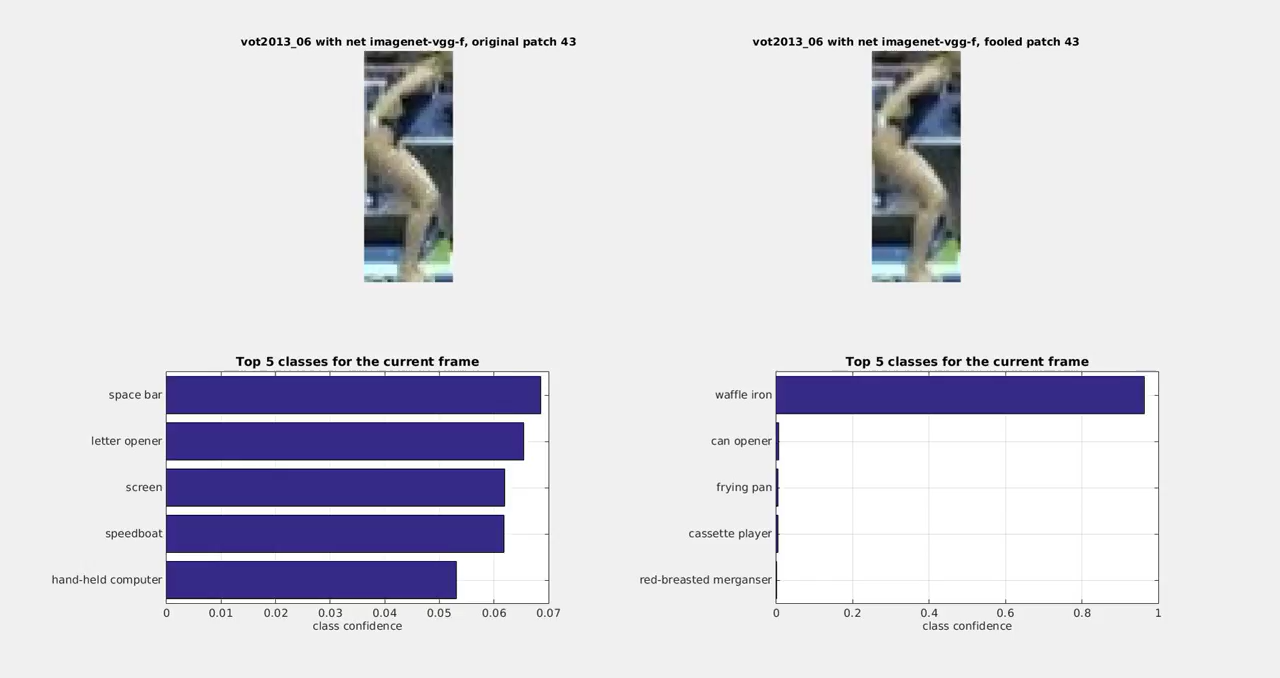 vot2013_06 with net imagenet-vgg-f, original patch 43
vot2013_06 with net imagenet-vgg-f, fooled patch 43
Top 5 classes for the current frame
space bar
letter opener
screen
speedboat
hand-held computer
0 0.01 0.02 0.03 0.04 0.05 0.06 0.07
class confidence
Top 5 classes for the current frame
waffle iron
can opener
frying pan
cassette player
red-breasted merganser
0 0.2 0.4 0.6 0.8 1
class confidence